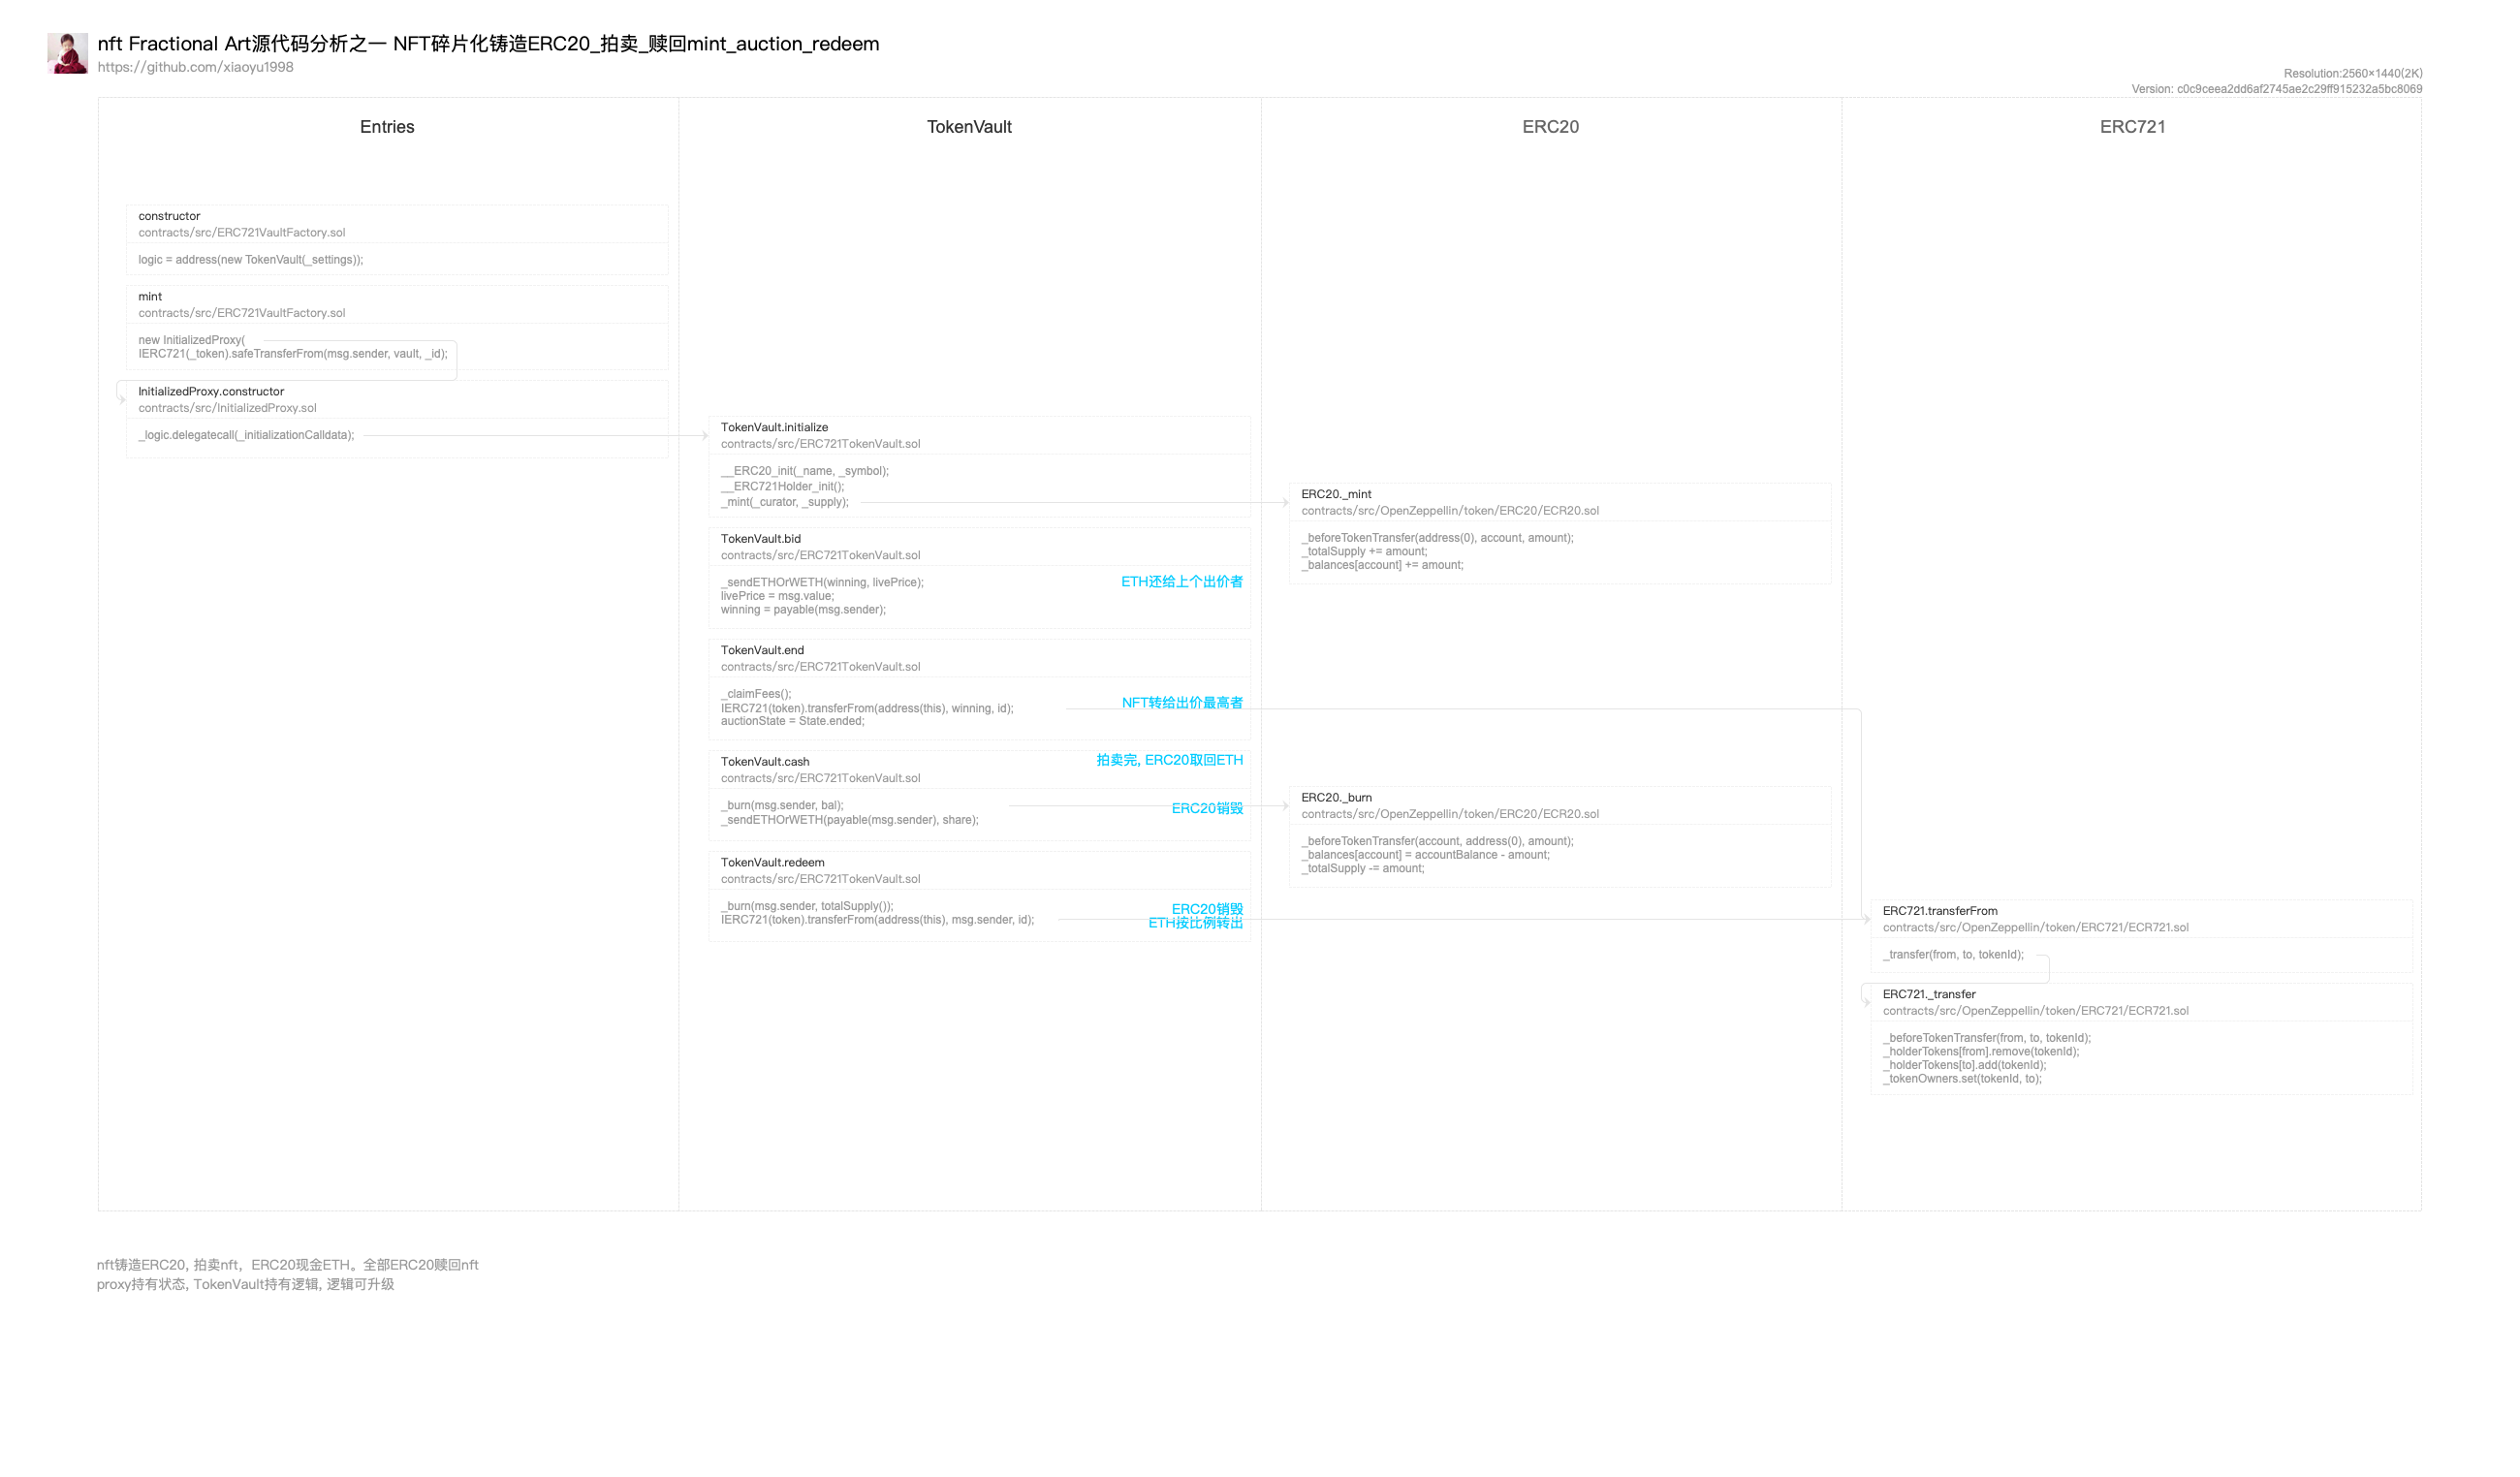 nft Fractional Art源代码分析之一 NFT碎片化铸造ERC20_拍卖_赎回mint_auction_redeem
https://github.com/xiaoyu1998
Resolution:2560×1440(2K)
Version: c0c9ceea2dd6af2745ae2c29ff915232a5bc8069
Entries
TokenVault
ERC20
ERC721
constructor
contracts/src/ERC721VaultFactory.sol
logic = address(new TokenVault(_settings));
mint
contracts/src/ERC721VaultFactory.sol
new InitializedProxy(
IERC721(_token).safeTransferFrom(msg.sender, vault, _id);
InitializedProxy.constructor
contracts/src/InitializedProxy.sol
_logic.delegatecall(_initializationCalldata);
TokenVault.initialize
contracts/src/ERC721TokenVault.sol
__ERC20_init(_name, _symbol);
__ERC721Holder_init();
_mint(_curator, _supply);
TokenVault.bid
contracts/src/ERC721TokenVault.sol
_sendETHOrWETH(winning, livePrice);
ETH还给上个出价者
livePrice = msg.value;
winning = payable(msg.sender);
TokenVault.end
contracts/src/ERC721TokenVault.sol
_claimFees();
NFT转给出价最高者
IERC721(token).transferFrom(address(this), winning, id);
auctionState = State.ended;
TokenVault.cash
拍卖完, ERC20取回ETH
contracts/src/ERC721TokenVault.sol
_burn(msg.sender, bal);
ERC20销毁
_sendETHOrWETH(payable(msg.sender), share);
TokenVault.redeem
contracts/src/ERC721TokenVault.sol
_burn(msg.sender, totalSupply());
ERC20销毁
IERC721(token).transferFrom(address(this), msg.sender, id);
ETH按比例转出
ERC20._mint
contracts/src/OpenZeppellin/token/ERC20/ECR20.sol
_beforeTokenTransfer(address(0), account, amount);
_totalSupply += amount;
_balances[account] += amount;
ERC20._burn
contracts/src/OpenZeppellin/token/ERC20/ECR20.sol
_beforeTokenTransfer(account, address(0), amount);
_balances[account] = accountBalance - amount;
_totalSupply -= amount;
ERC721.transferFrom
contracts/src/OpenZeppellin/token/ERC721/ECR721.sol
_transfer(from, to, tokenId);
ERC721._transfer
contracts/src/OpenZeppellin/token/ERC721/ECR721.sol
_beforeTokenTransfer(from, to, tokenId);
_holderTokens[from].remove(tokenId);
_holderTokens[to].add(tokenId);
_tokenOwners.set(tokenId, to);
nft铸造ERC20, 拍卖nft，ERC20现金ETH。全部ERC20赎回nft
proxy持有状态, TokenVault持有逻辑, 逻辑可升级